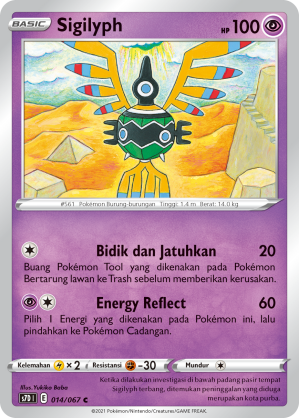 BASIC Sigilyph HP 100
#561 Pokémon Burung-burungan Tinggi: 1.4 m Berat: 14.0 kg
Bidik dan Jatuhkan 20
Buang Pokémon Tool yang dikenakan pada Pokémon
Bertarung lawan ke Trash sebelum memberikan kerusakan.
Energy Reflect 60
Pilih 1 Energi yang dikenakan pada Pokémon ini, lalu
pindahkan ke Pokémon Cadangan.
Kelemahan ×2 Resistansi -30 Mundur
Ketika dilakukan investigasi di bawah padang pasir tempat
Sigilyph terbang, ditemukan peninggalan yang diduga
merupakan kota purba.
Illus. Yukiko Baba
S7D I E 014/067 C
©2021 Pokémon/Nintendo/Creatures/GAME FREAK